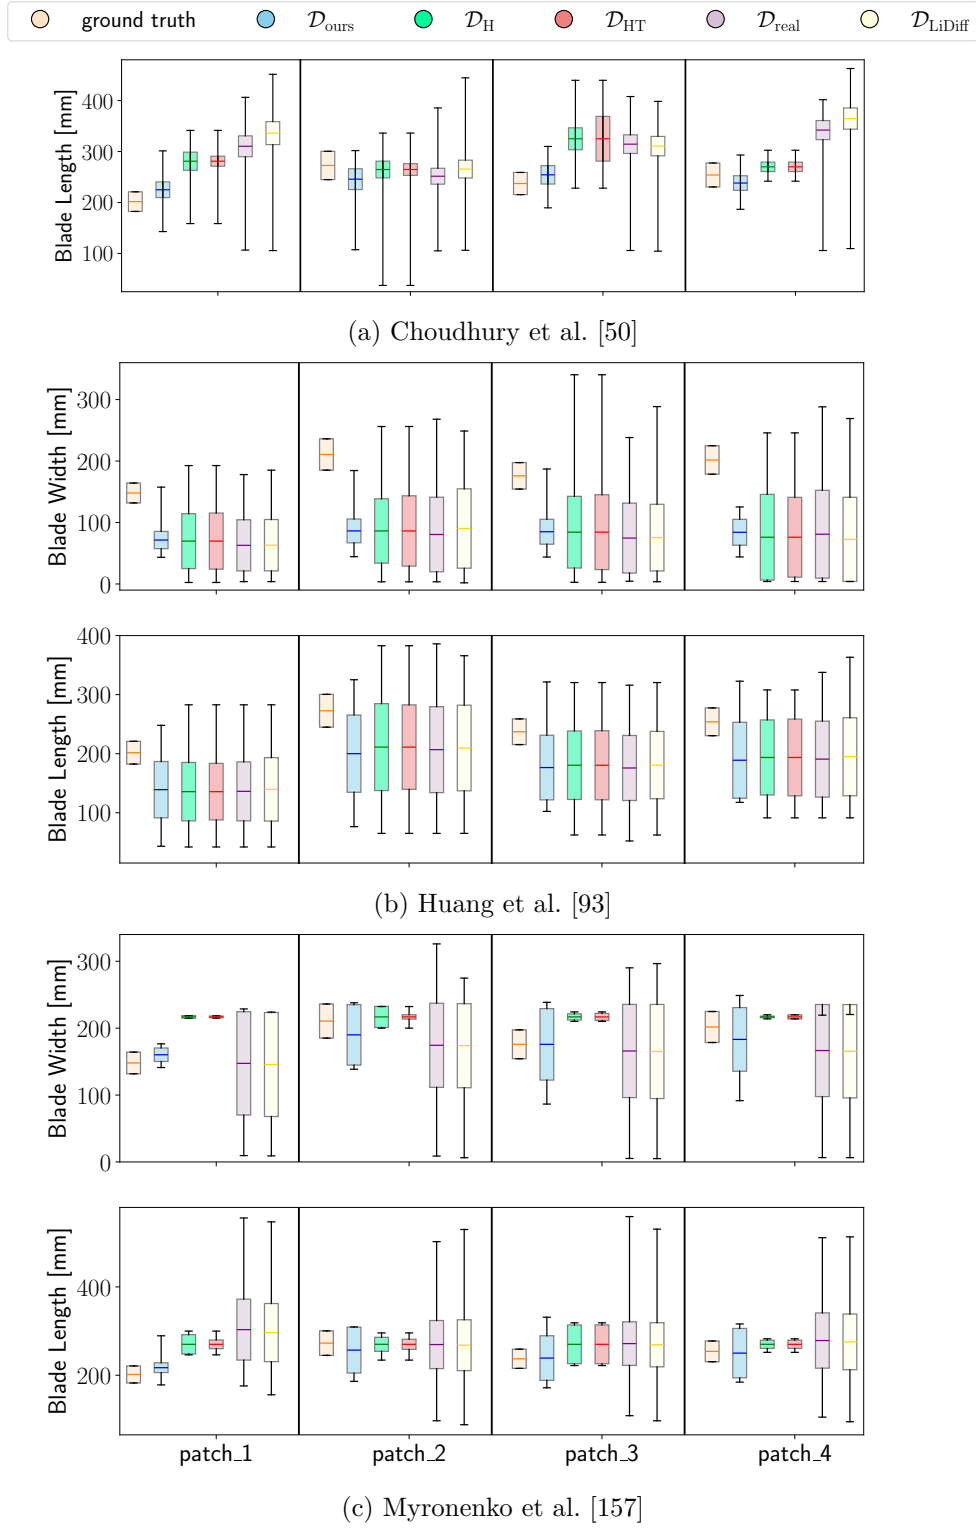 ground truth 𝒟ours 𝒟H 𝒟HT 𝒟real 𝒟LiDiff
Blade Length [mm]
400
300
200
100
(a) Choudhury et al. [50]
Blade Width [mm]
300
200
100
0
Blade Length [mm]
400
300
200
100
(b) Huang et al. [93]
Blade Width [mm]
300
200
100
0
Blade Length [mm]
400
200
patch_1 patch_2 patch_3 patch_4
(c) Myronenko et al. [157]